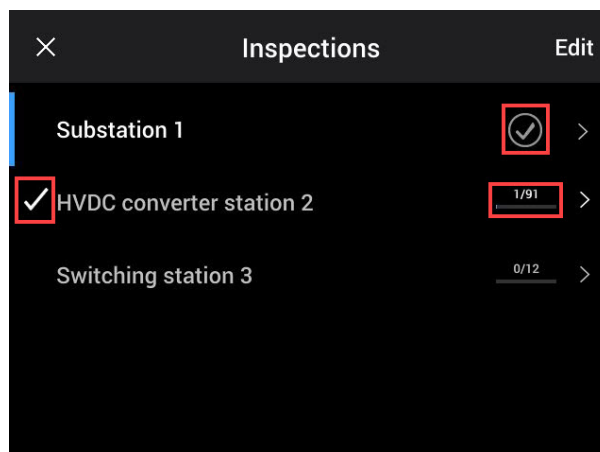 Inspections Edit
Substation 1
HVDC converter station 2 1/91
Switching station 3 0/12